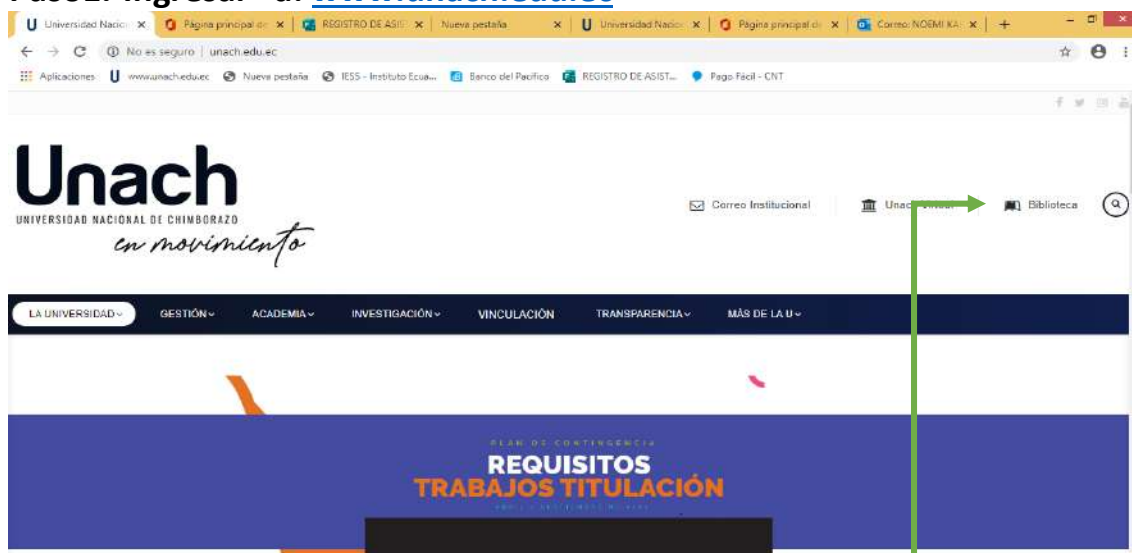 Universidad Nacio
Página principal de
REGISTRO DE ASIS
Nueva pestaña
Universidad Nacio
Página principal de
Correo: NOEMI KA
No es seguro | unach.edu.ec
Aplicaciones
www.unach.edu.ec
Nueva pestaña
IESS - Instituto Ecua...
Banco del Pacifico
REGISTRO DE ASIST...
Pago Fácil - CNT
Unach
UNIVERSIDAD NACIONAL DE CHIMBORAZO
en movimiento
Correo Institucional
Biblioteca
LA UNIVERSIDAD
GESTIÓN
ACADEMIA
INVESTIGACIÓN
VINCULACIÓN
TRANSPARENCIA
MÁS DE LA U
PLAN DE CONTINGENCIA
REQUISITOS
TRABAJOS TITULACIÓN